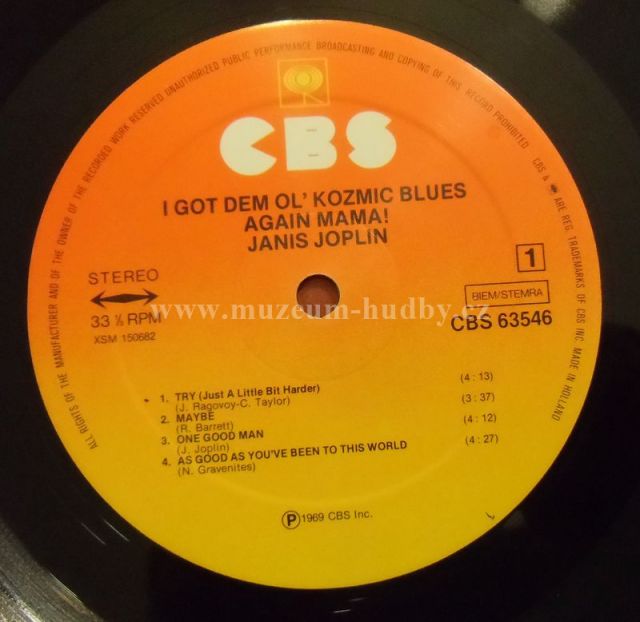 ALL RIGHTS OF THE MANUFACTURER AND OF THE OWNER OF THE RECORDED WORK RESERVED UNAUTHORIZED PUBLIC PERFORMANCE BROADCASTING AND COPYING OF THIS RECORD PROHIBITED CBS & ARE REG. TRADEMARKS OF CBS INC. MADE IN HOLLAND
CBS
I GOT DEM OL' KOZMIC BLUES
AGAIN MAMA!
JANIS JOPLIN
STEREO
33 ⅓ RPM
XSM 150682
1
BIEM/STEMRA
CBS 63546
www.muzeum-hudby.cz
1. TRY (Just A Little Bit Harder) (4 : 13)
(J. Ragovoy-C. Taylor)
2. MAYBE (3 : 37)
(R. Barrett)
3. ONE GOOD MAN (4 : 12)
(J. Joplin)
4. AS GOOD AS YOU'VE BEEN TO THIS WORLD (4 : 27)
(N. Gravenites)
℗ 1969 CBS Inc.